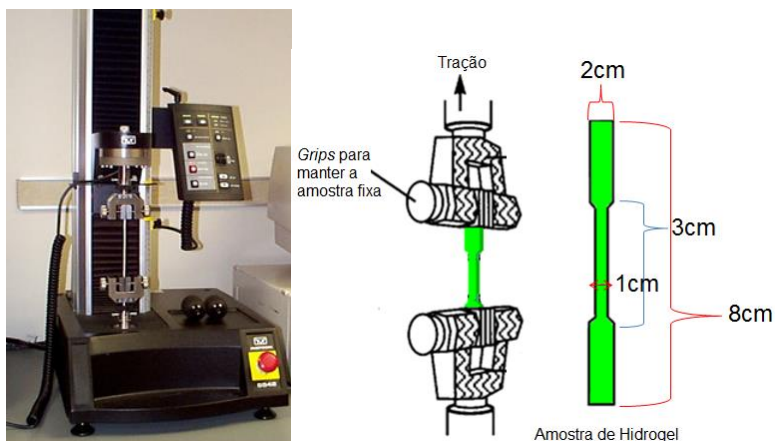 Tração
Grips para
manter a
amostra fixa
2cm
3cm
1cm
8cm
Amostra de Hidrogel